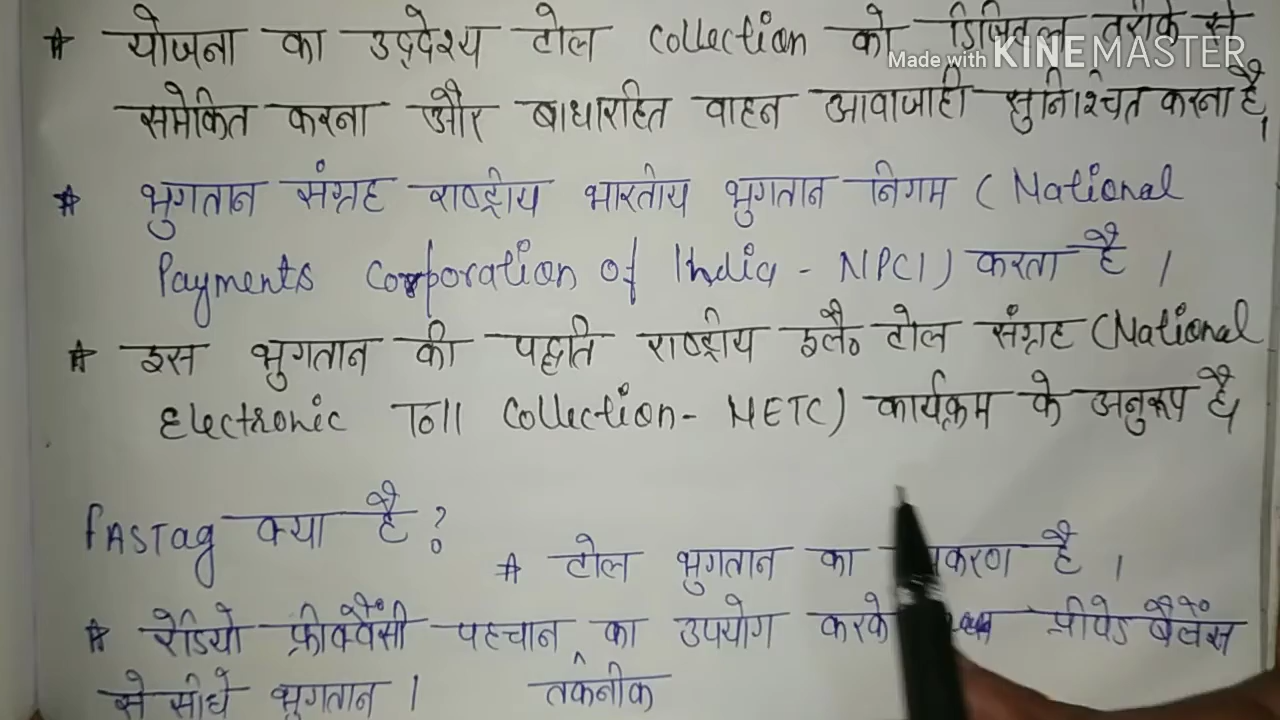 * योजना का उद्देश्य टोल Collection को डिजिटल तरीके से
Made with KINEMASTER
समेकित करना और बाधारहित वाहन आवाजाही सुनिश्चित करना है,
* भुगतान संग्रह राष्ट्रीय भारतीय भुगतान निगम (National
Payments Corporation of India - NPCI) करता है ।
* इस भुगतान की पद्धति राष्ट्रीय इलै० टोल संग्रह (National
Electronic Toll Collection - NETC) कार्यक्रम के अनुरूप है,
FASTag क्या है ?
* टोल भुगतान का है ।
* रेडियो फ्रीक्वैंसी पहचान का उपयोग करके प्रीपेड बैलेंस
से सीधे भुगतान । तकनीक